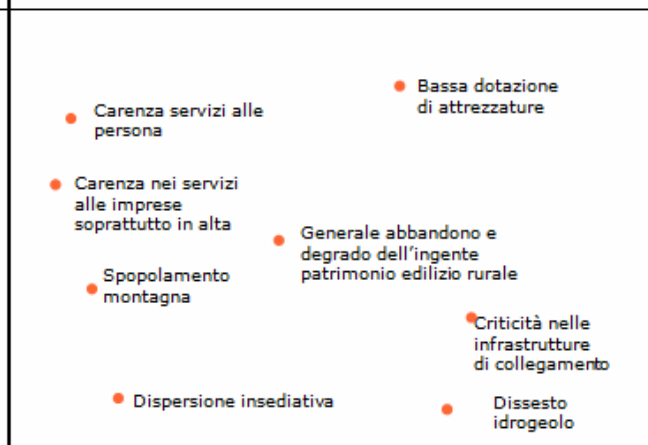 Bassa dotazione
di attrezzature
Carenza servizi alle
persona
Carenza nei servizi
alle imprese
soprattutto in alta
Generale abbandono e
degrado dell'ingente
patrimonio edilizio rurale
Spopolamento
montagna
Criticità nelle
infrastrutture
di collegamento
Dispersione insediativa
Dissesto
idrogeolo